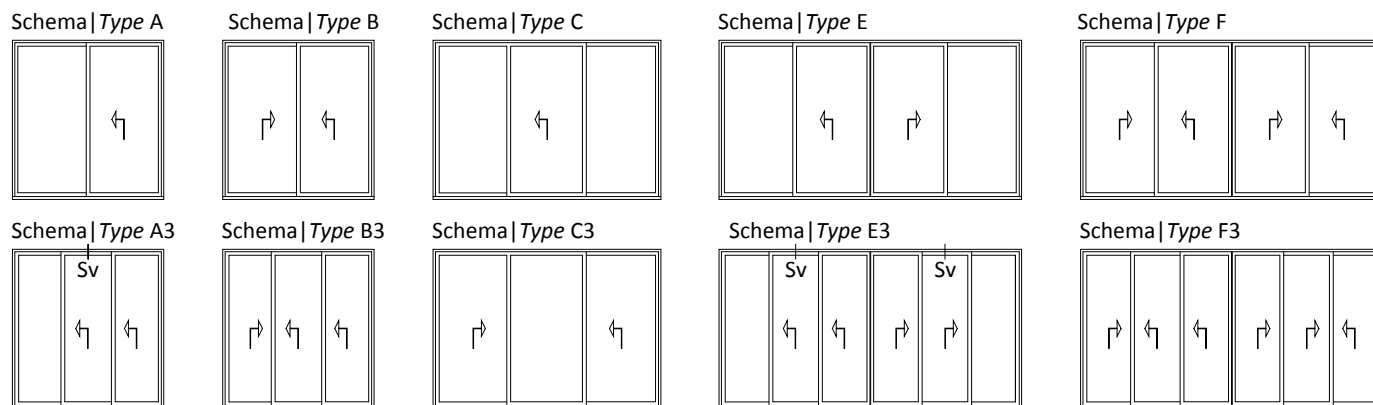 Schema|Type A
Schema|Type B
Schema|Type C
Schema|Type E
Schema|Type F
Schema|Type A3
Schema|Type B3
Schema|Type C3
Schema|Type E3
Schema|Type F3
Sv
Sv
Sv